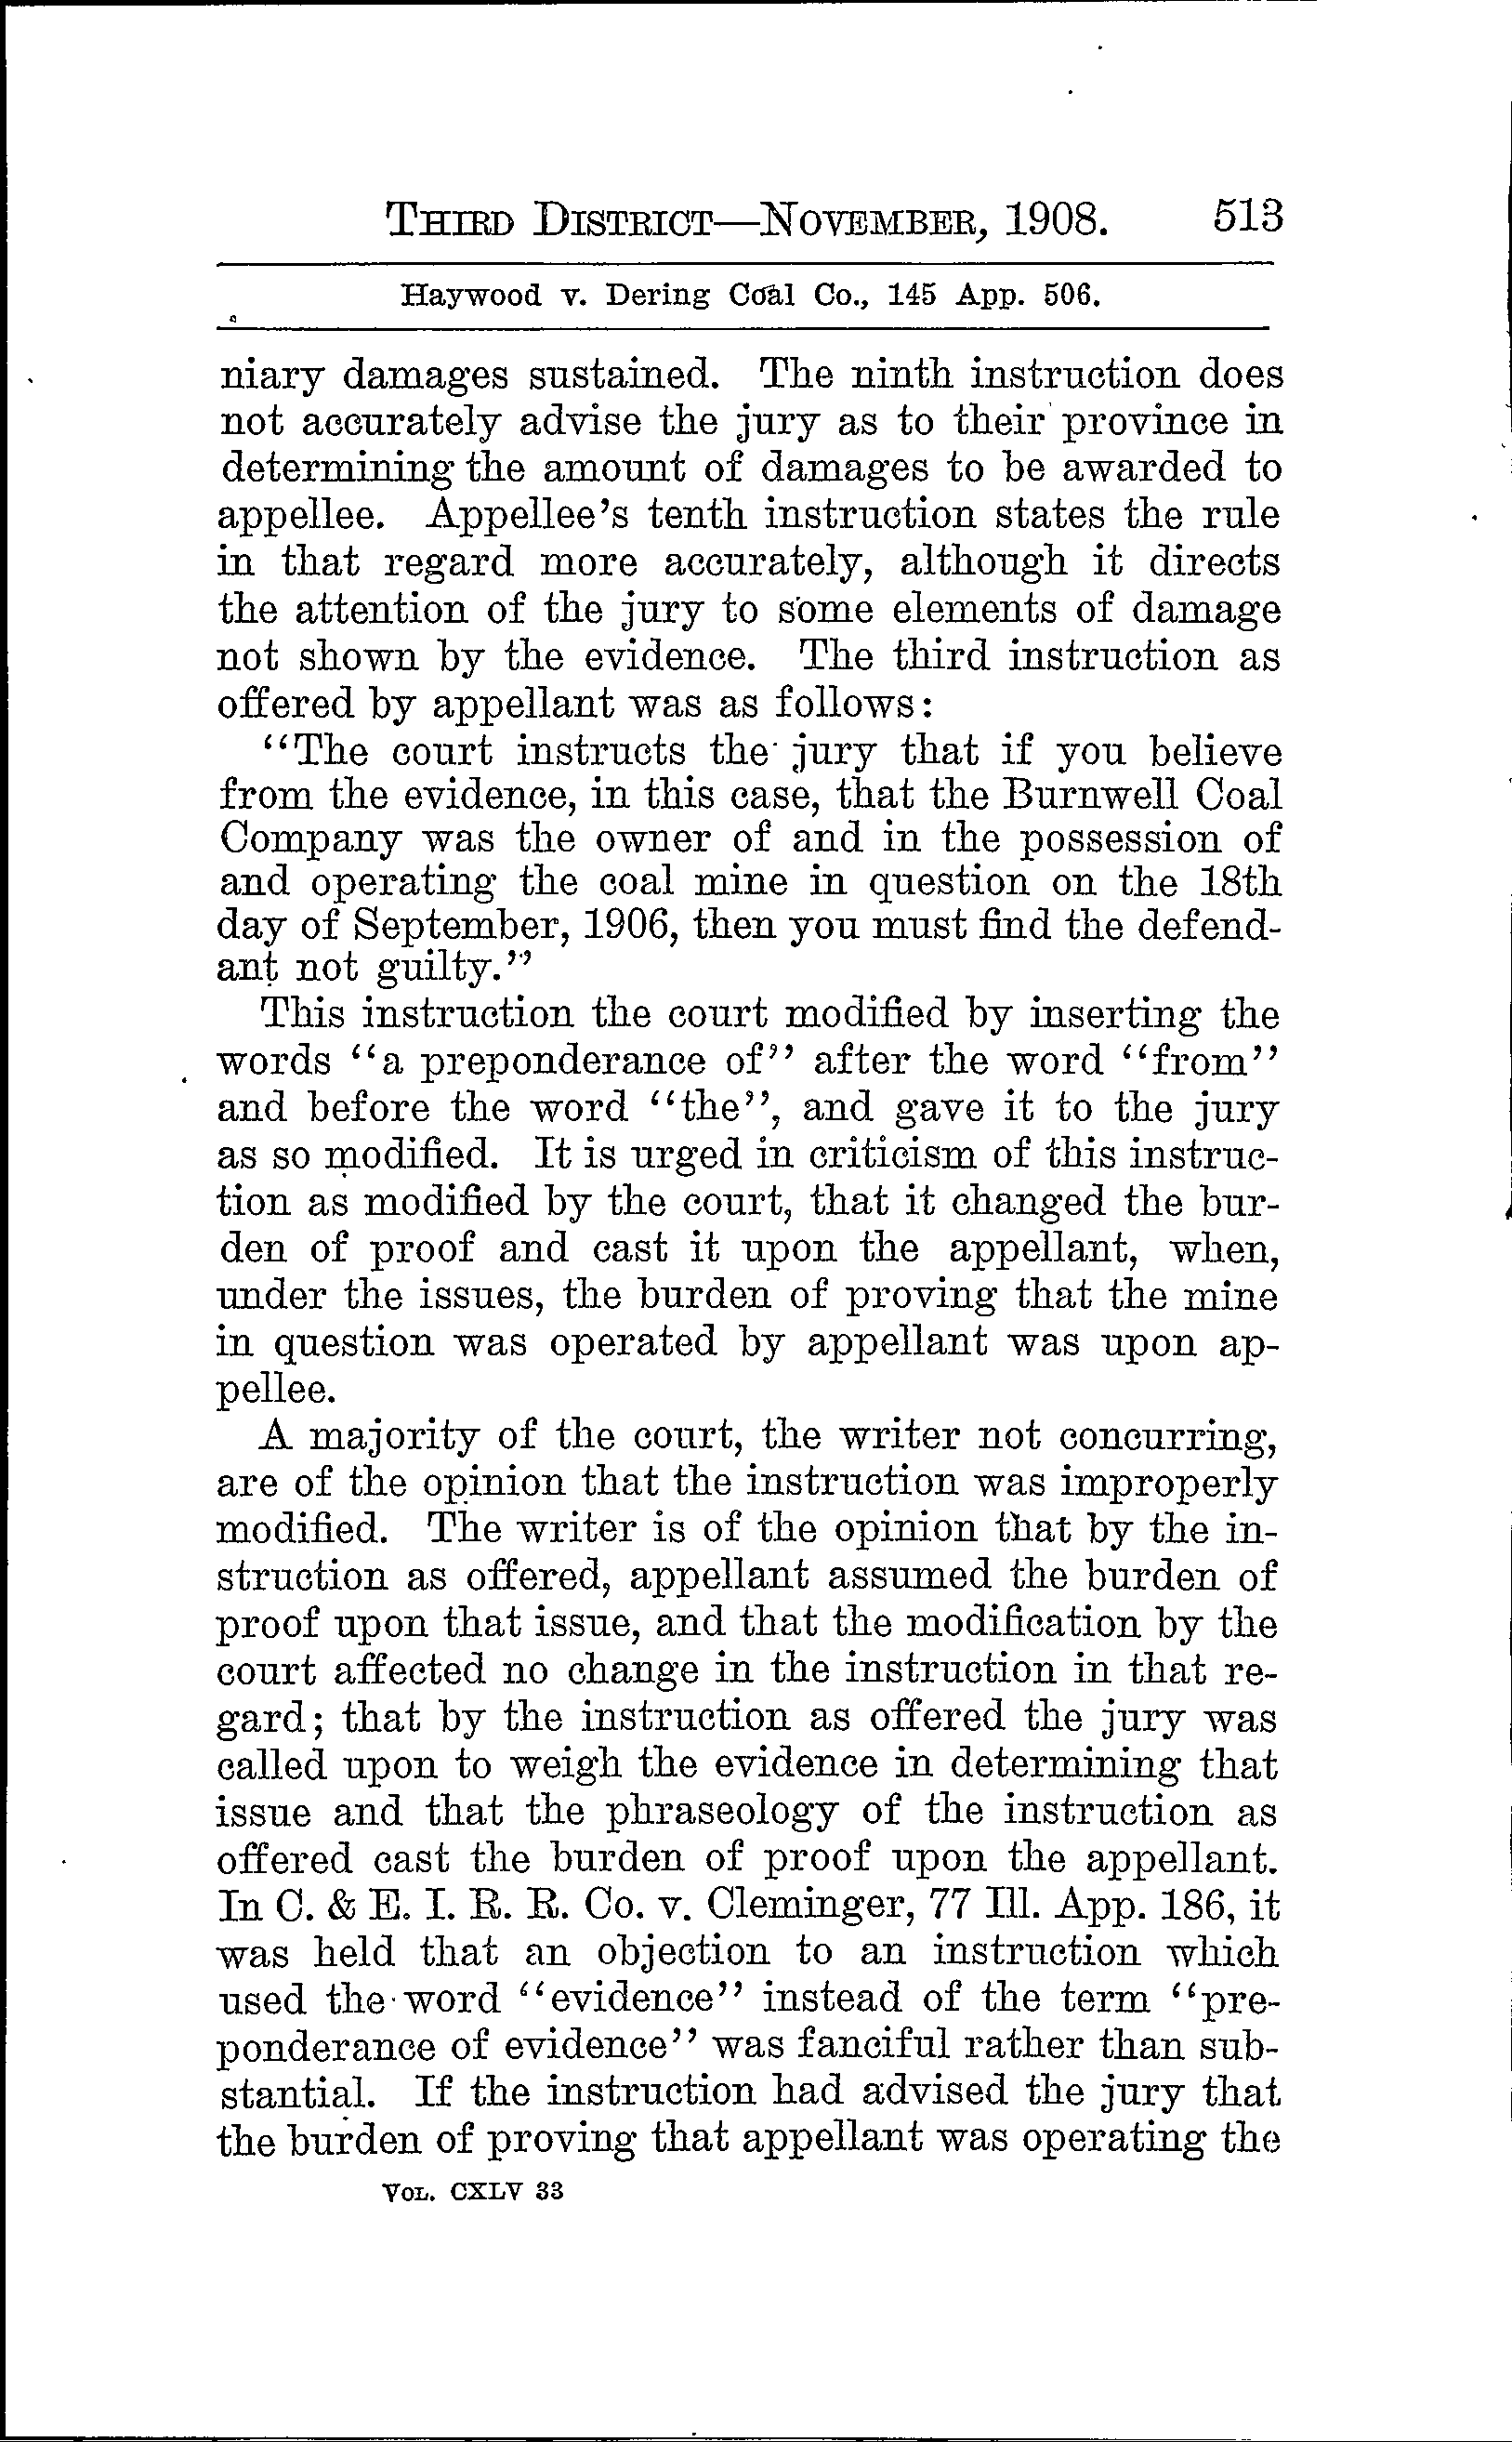 THIRD DISTRICT—NOVEMBER, 1908. 513
Haywood v. Dering Coal Co., 145 App. 506.
niary damages sustained. The ninth instruction does
not accurately advise the jury as to their province in
determining the amount of damages to be awarded to
appellee. Appellee's tenth instruction states the rule
in that regard more accurately, although it directs
the attention of the jury to some elements of damage
not shown by the evidence. The third instruction as
offered by appellant was as follows:
"The court instructs the jury that if you believe
from the evidence, in this case, that the Burnwell Coal
Company was the owner of and in the possession of
and operating the coal mine in question on the 18th
day of September, 1906, then you must find the defend-
ant not guilty."
This instruction the court modified by inserting the
words "a preponderance of" after the word "from"
and before the word "the", and gave it to the jury
as so modified. It is urged in criticism of this instruc-
tion as modified by the court, that it changed the bur-
den of proof and cast it upon the appellant, when,
under the issues, the burden of proving that the mine
in question was operated by appellant was upon ap-
pellee.
A majority of the court, the writer not concurring,
are of the opinion that the instruction was improperly
modified. The writer is of the opinion that by the in-
struction as offered, appellant assumed the burden of
proof upon that issue, and that the modification by the
court affected no change in the instruction in that re-
gard; that by the instruction as offered the jury was
called upon to weigh the evidence in determining that
issue and that the phraseology of the instruction as
offered cast the burden of proof upon the appellant.
In C. & E. I. R. R. Co. v. Cleminger, 77 Ill. App. 186, it
was held that an objection to an instruction which
used the word "evidence" instead of the term "pre-
ponderance of evidence" was fanciful rather than sub-
stantial. If the instruction had advised the jury that
the burden of proving that appellant was operating the
VOL. CXLV 33